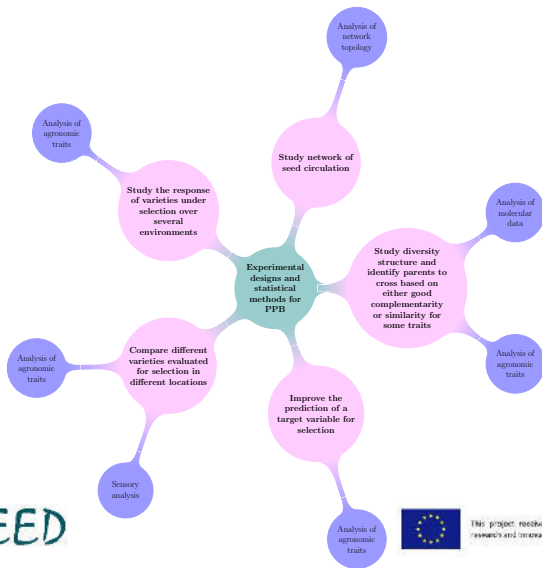 Analysis of
network
topology
Analysis of
agronomic
traits
Study network of
seed circulation
Study the response
of varieties under
selection over
several
environments
Analysis of
molecular
data
Experimental
designs and
statistical
methods for
PPB
Study diversity
structure and
identify parents to
cross based on
either good
complementarity
or similarity for
some traits
Analysis of
agronomic
traits
Compare different
varieties evaluated
for selection in
different locations
Analysis of
agronomic
traits
Improve the
prediction of a
target variable for
selection
Sensory
analysis
Analysis of
agronomic
traits
EED
This project receive
research and innova